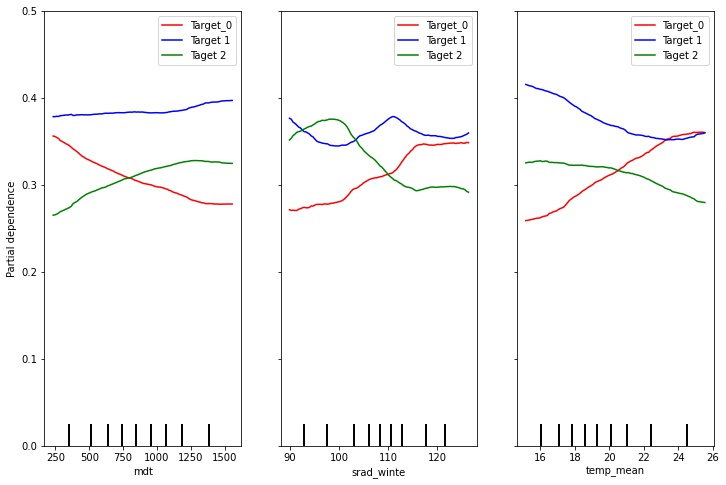 0.5
0.4
0.3
0.2
0.1
0.0
Partial dependence
Target_0
Target 1
Taget 2
250 500 750 1000 1250 1500
mdt
Target_0
Target 1
Taget 2
90 100 110 120
srad_winte
Target_0
Target 1
Taget 2
16 18 20 22 24 26
temp_mean